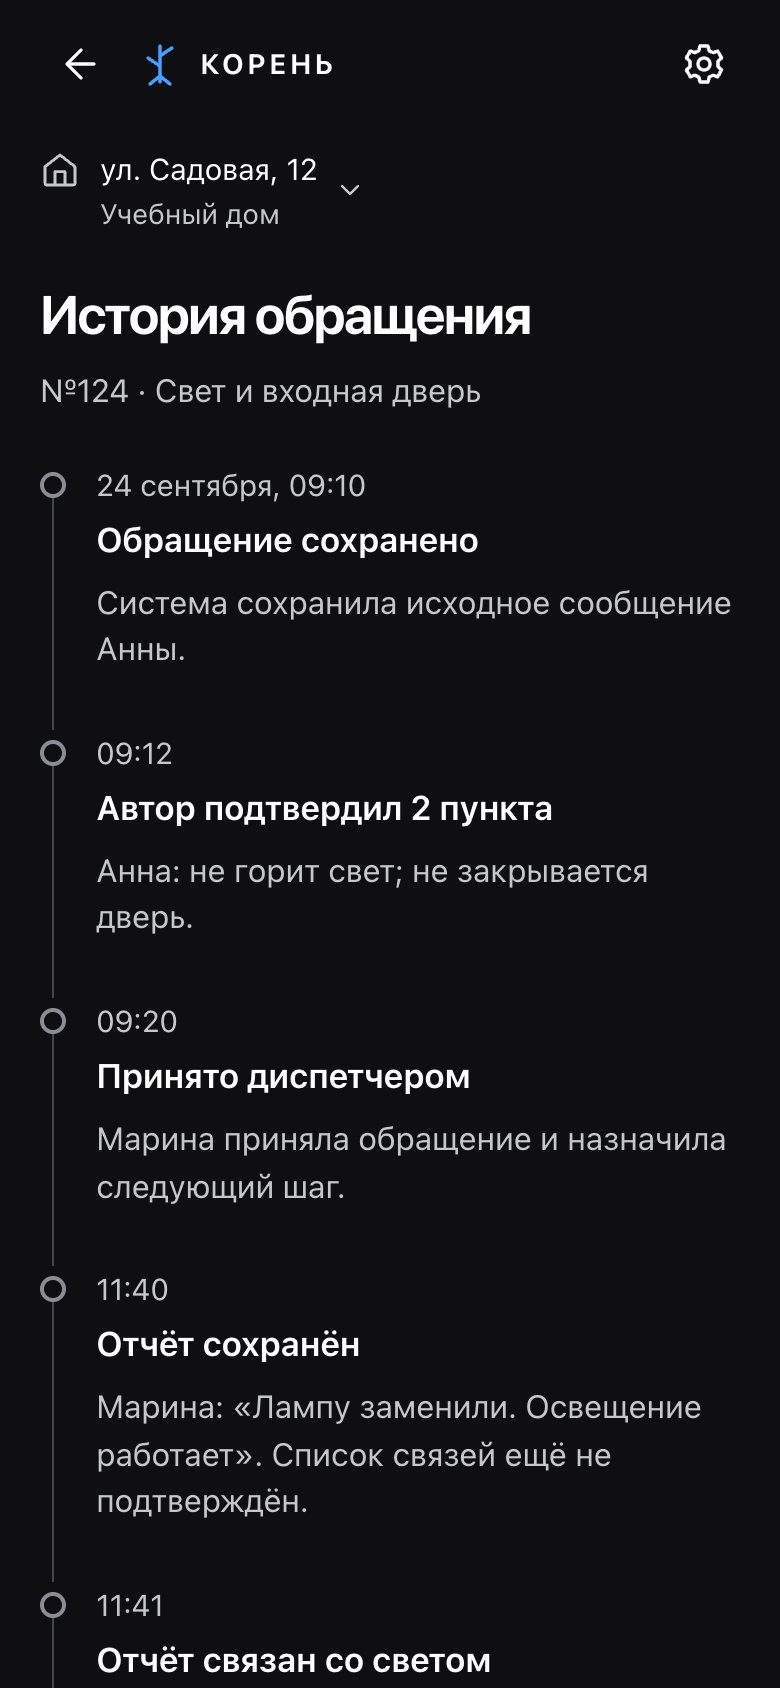 КОРЕНЬ
ул. Садовая, 12
Учебный дом
История обращения
№124 · Свет и входная дверь
24 сентября, 09:10
Обращение сохранено
Система сохранила исходное сообщение
Анны.
09:12
Автор подтвердил 2 пункта
Анна: не горит свет; не закрывается
дверь.
09:20
Принято диспетчером
Марина приняла обращение и назначила
следующий шаг.
11:40
Отчёт сохранён
Марина: «Лампу заменили. Освещение
работает». Список связей ещё не
подтверждён.
11:41
Отчёт связан со светом